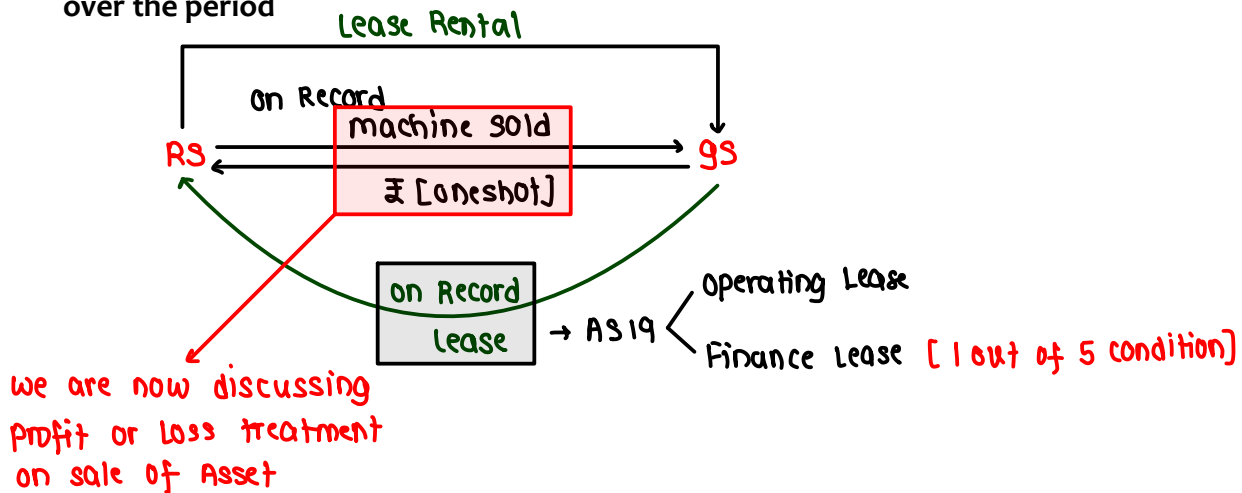 over the period
Lease Rental
on Record
machine sold
RS
gs
₹ [oneshot]
on Record
Lease
→ AS19
Operating Lease
Finance Lease [1 out of 5 condition]
we are now discussing
profit or Loss treatment
on sale of Asset